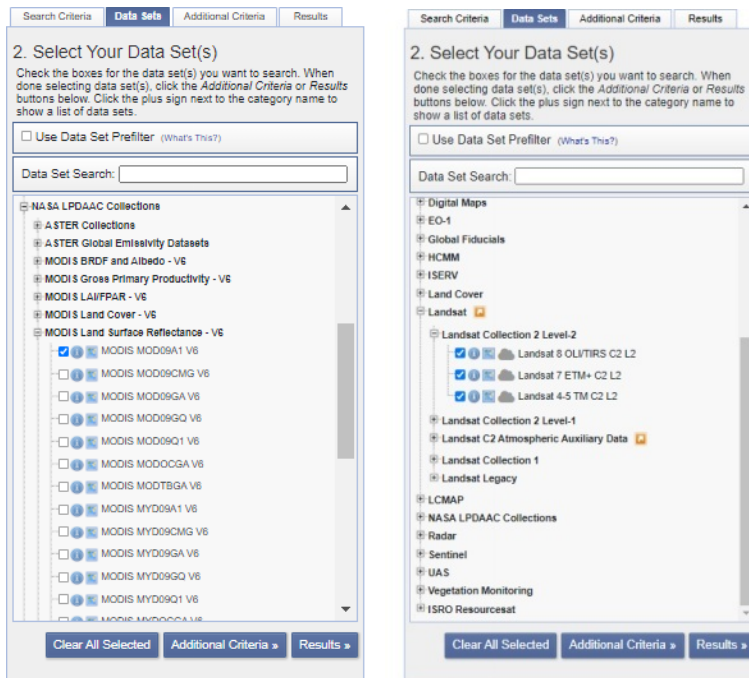 Search Criteria Data Sets Additional Criteria Results
2. Select Your Data Set(s)
Check the boxes for the data set(s) you want to search. When
done selecting data set(s), click the Additional Criteria or Results
buttons below. Click the plus sign next to the category name to
show a list of data sets.
Use Data Set Prefilter (What's This?)
Data Set Search:
NASA LPDAAC Collections
ASTER Collections
ASTER Global Emissivity Datasets
MODIS BRDF and Albedo - V6
MODIS Gross Primary Productivity - V6
MODIS LAI/FPAR - V6
MODIS Land Cover - V6
MODIS Land Surface Reflectance - V6
MODIS MOD09A1 V6
MODIS MOD09CMG V6
MODIS MOD09GA V6
MODIS MOD09GQ V6
MODIS MOD09Q1 V6
MODIS MODOCGA V6
MODIS MODTBGA V6
MODIS MYD09A1 V6
MODIS MYD09CMG V6
MODIS MYD09GA V6
MODIS MYD09GQ V6
MODIS MYD09Q1 V6
Clear All Selected Additional Criteria » Results »
Search Criteria Data Sets Additional Criteria Results
2. Select Your Data Set(s)
Check the boxes for the data set(s) you want to search. When
done selecting data set(s), click the Additional Criteria or Results
buttons below. Click the plus sign next to the category name to
show a list of data sets.
Use Data Set Prefilter (What's This?)
Data Set Search:
Digital Maps
EO-1
Global Fiducials
HCMM
ISERV
Land Cover
Landsat
Landsat Collection 2 Level-2
Landsat 8 OLI/TIRS C2 L2
Landsat 7 ETM+ C2 L2
Landsat 4-5 TM C2 L2
Landsat Collection 2 Level-1
Landsat C2 Atmospheric Auxiliary Data
Landsat Collection 1
Landsat Legacy
LCMAP
NASA LPDAAC Collections
Radar
Sentinel
UAS
Vegetation Monitoring
ISRO Resourcesat
Clear All Selected Additional Criteria » Results »